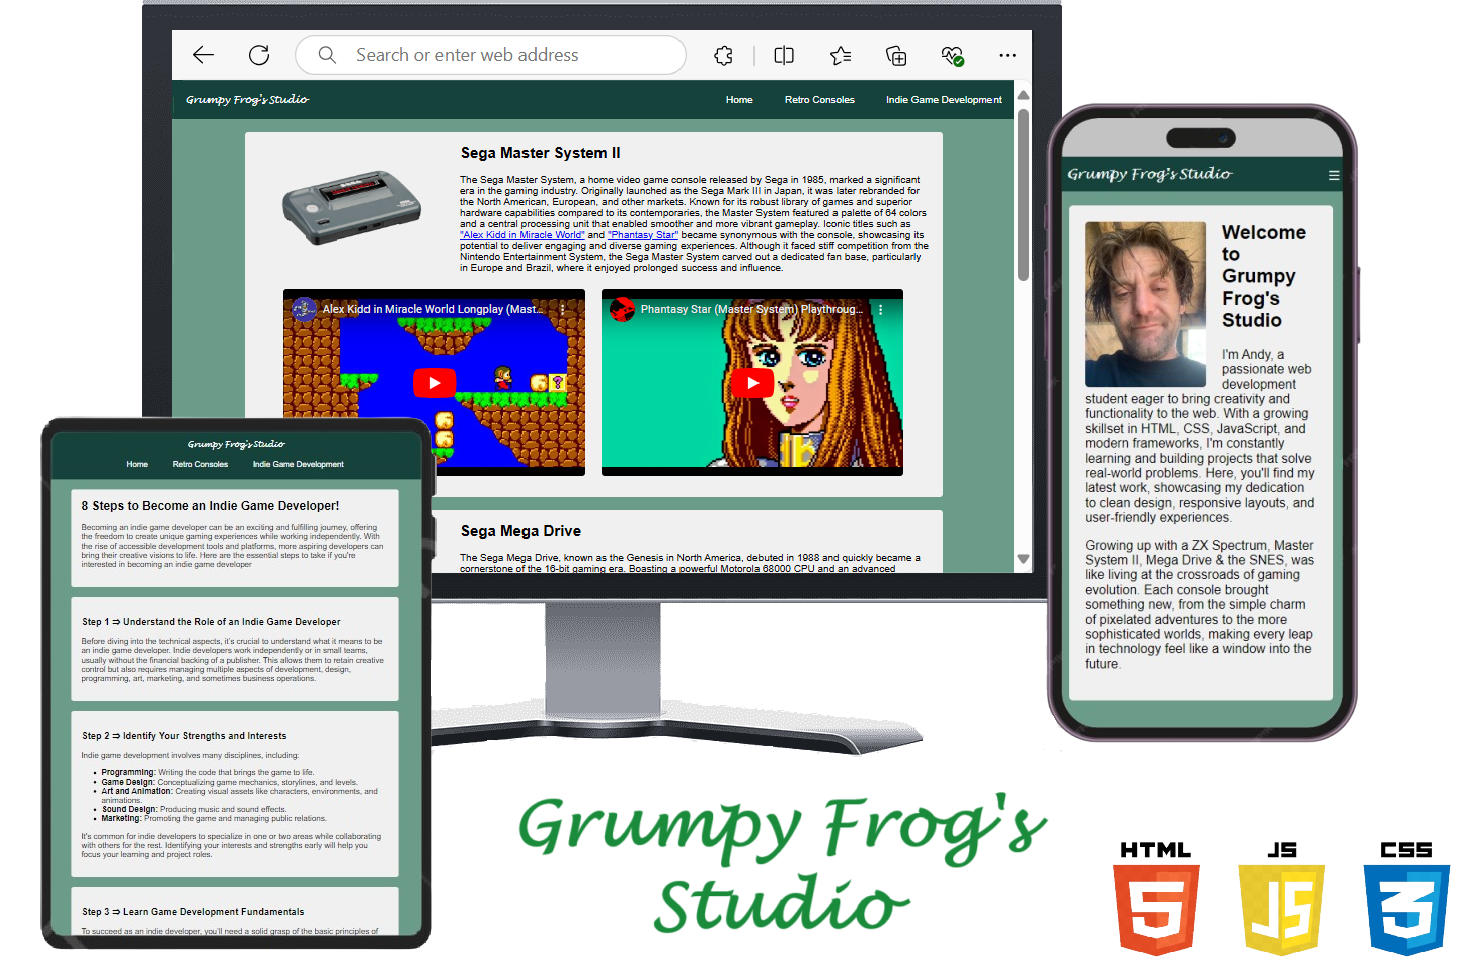 Search or enter web address
Grumpy Frog's Studio
Home
Retro Consoles
Indie Game Development
Sega Master System II
The Sega Master System, a home video game console released by Sega in 1985, marked a significant
era in the gaming industry. Originally launched as the Sega Mark III in Japan, it was later rebranded for
the North American, European, and other markets. Known for its robust library of games and superior
hardware capabilities compared to its contemporaries, the Master System featured a palette of 64 colors
and a central processing unit that enabled smoother and more vibrant gameplay. Iconic titles such as
"Alex Kidd in Miracle World" and "Phantasy Star" became synonymous with the console, showcasing its
potential to deliver engaging and diverse gaming experiences. Although it faced stiff competition from the
Nintendo Entertainment System, the Sega Master System carved out a dedicated fan base, particularly
in Europe and Brazil, where it enjoyed prolonged success and influence.
Alex Kidd in Miracle World Longplay (Mast...
Phantasy Star (Master System) Playthroug...
Sega Mega Drive
The Sega Mega Drive, known as the Genesis in North America, debuted in 1988 and quickly became a
cornerstone of the 16-bit gaming era. Boasting a powerful Motorola 68000 CPU and an advanced
Grumpy Frog's Studio
Home
Retro Consoles
Indie Game Development
8 Steps to Become an Indie Game Developer!
Becoming an indie game developer can be an exciting and fulfilling journey, offering
the freedom to create unique gaming experiences while working independently. With
the rise of accessible development tools and platforms, more aspiring developers can
bring their creative visions to life. Here are the essential steps to take if you're
interested in becoming an indie game developer
Step 1 ⇒ Understand the Role of an Indie Game Developer
Before diving into the technical aspects, it's crucial to understand what it means to be
an indie game developer. Indie developers work independently or in small teams,
usually without the financial backing of a publisher. This allows them to retain creative
control but also requires managing multiple aspects of development, design,
programming, art, marketing, and sometimes business operations.
Step 2 ⇒ Identify Your Strengths and Interests
Indie game development involves many disciplines, including:
• Programming: Writing the code that brings the game to life.
• Game Design: Conceptualizing game mechanics, storylines, and levels.
• Art and Animation: Creating visual assets like characters, environments, and
animations.
• Sound Design: Producing music and sound effects.
• Marketing: Promoting the game and managing public relations.
It's common for indie developers to specialize in one or two areas while collaborating
with others for the rest. Identifying your interests and strengths early will help you
focus your learning and project roles.
Step 3 ⇒ Learn Game Development Fundamentals
To succeed as an indie developer, you'll need a solid grasp of the basic principles of
Grumpy Frog's Studio
Welcome
to
Grumpy
Frog's
Studio
I'm Andy, a
passionate web
development
student eager to bring creativity and
functionality to the web. With a growing
skillset in HTML, CSS, JavaScript, and
modern frameworks, I'm constantly
learning and building projects that solve
real-world problems. Here, you'll find my
latest work, showcasing my dedication
to clean design, responsive layouts, and
user-friendly experiences.
Growing up with a ZX Spectrum, Master
System II, Mega Drive & the SNES, was
like living at the crossroads of gaming
evolution. Each console brought
something new, from the simple charm
of pixelated adventures to the more
sophisticated worlds, making every leap
in technology feel like a window into the
future.
Grumpy Frog's
Studio
HTML
5
JS
JS
CSS
3